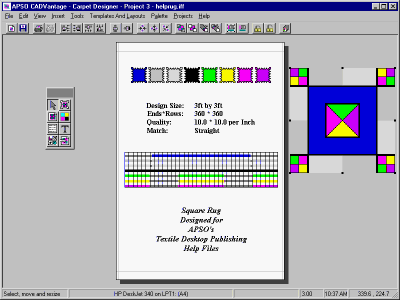 APSO CADVantage - Carpet Designer - Project 3 - helprug.iff
File Edit View Insert Tools Templates And Layouts Palette Projects Help
Design Size: 3ft by 3ft
Ends*Rows: 360 * 360
Quality: 10.0 * 10.0 per Inch
Match: Straight
Square Rug
Designed for
APSO's
Textile Desktop Publishing
Help Files
Select, move and resize HP DeskJet 340 on LPT1: (A4) 3.00 10:37 AM 339.6 , 224.7